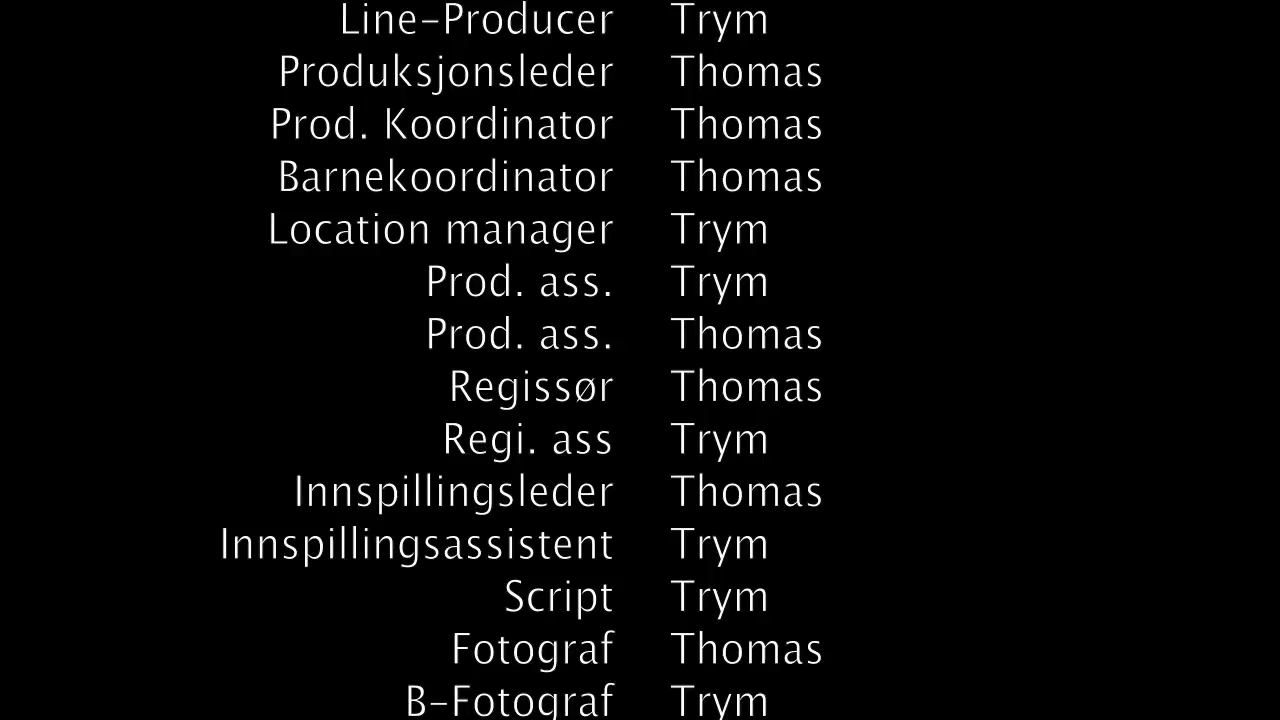 Line-Producer Trym
Produksjonsleder Thomas
Prod. Koordinator Thomas
Barnekoordinator Thomas
Location manager Trym
Prod. ass. Trym
Prod. ass. Thomas
Regissør Thomas
Regi. ass Trym
Innspillingsleder Thomas
Innspillingsassistent Trym
Script Trym
Fotograf Thomas
B-Fotograf Trym